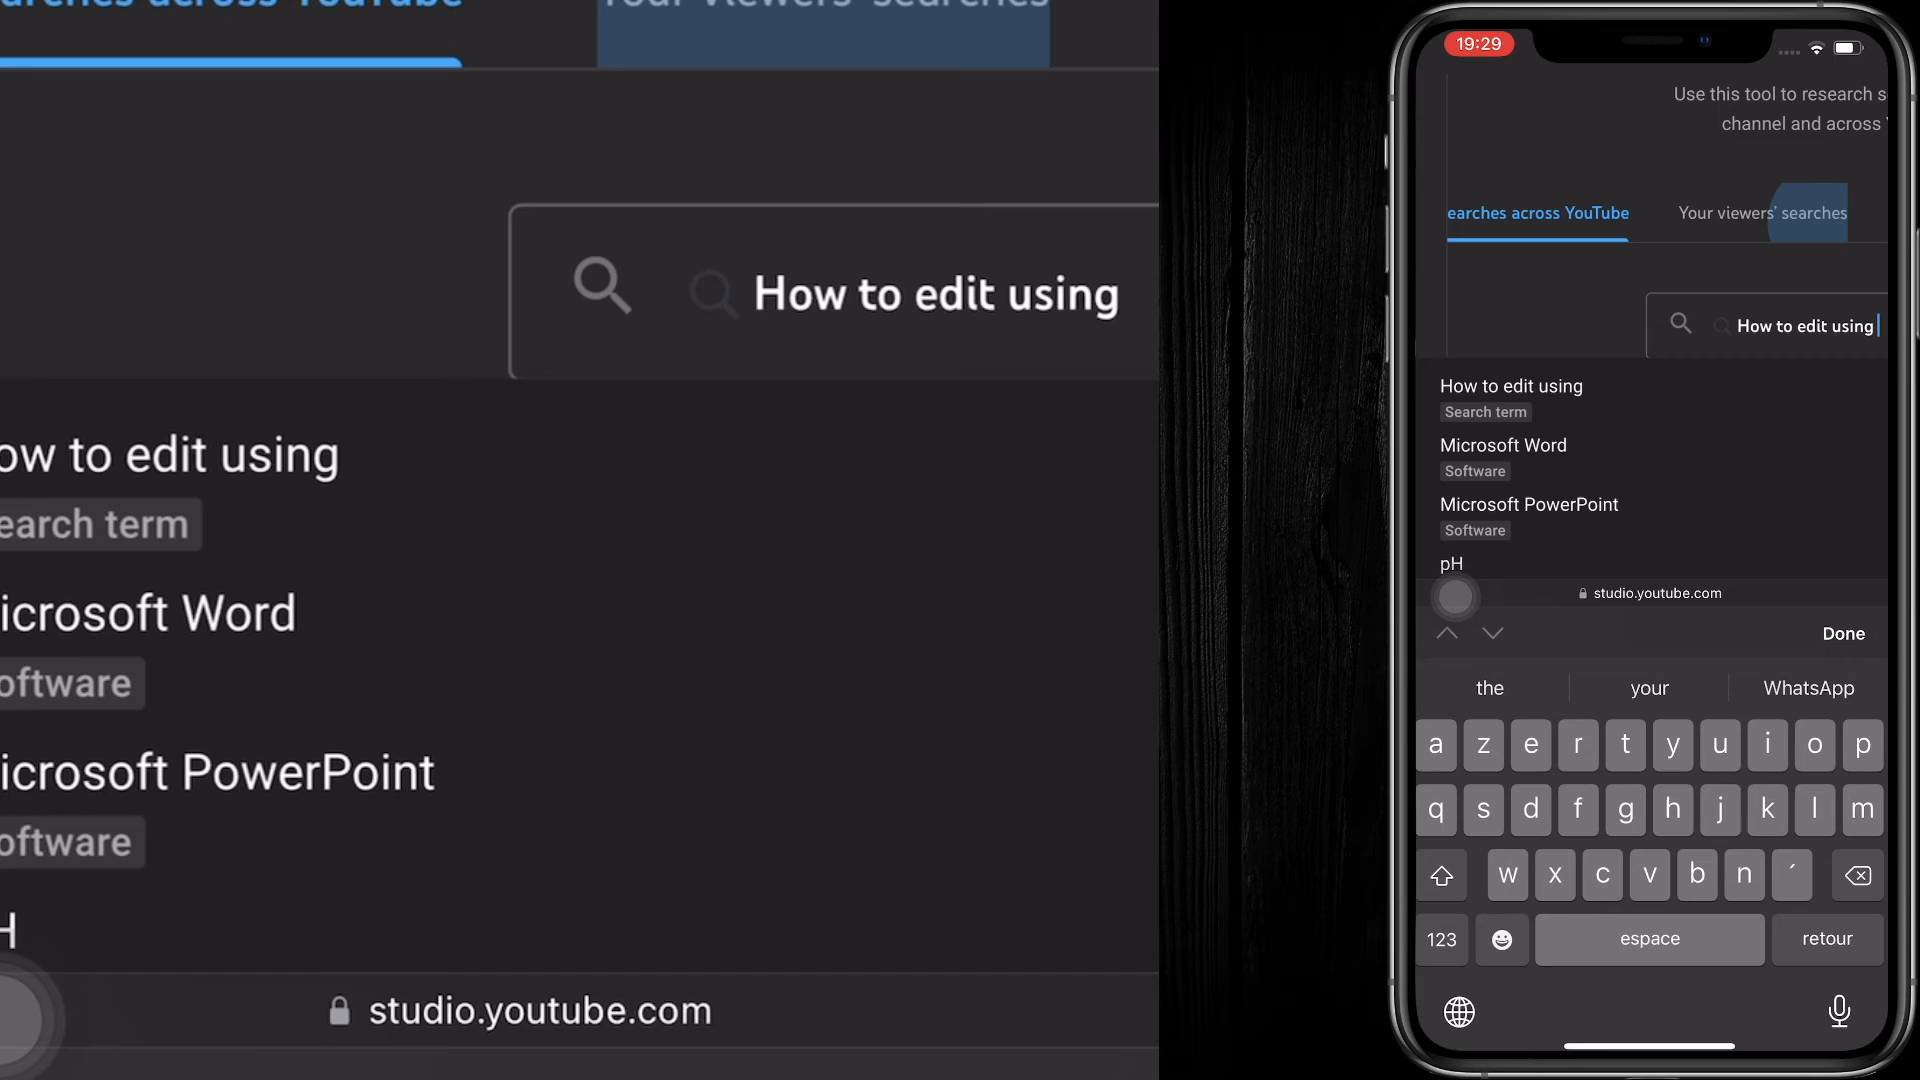 arches across YouTube
Your viewers' searches
How to edit using
ow to edit using
earch term
icrosoft Word
oftware
icrosoft PowerPoint
oftware
H
studio.youtube.com
19:29
Use this tool to research s
channel and across
earches across YouTube
Your viewers' searches
How to edit using
How to edit using
Search term
Microsoft Word
Software
Microsoft PowerPoint
Software
pH
studio.youtube.com
Done
the your WhatsApp
a z e r t y u i o p
q s d f g h j k l m
w x c v b n ´
123 espace retour